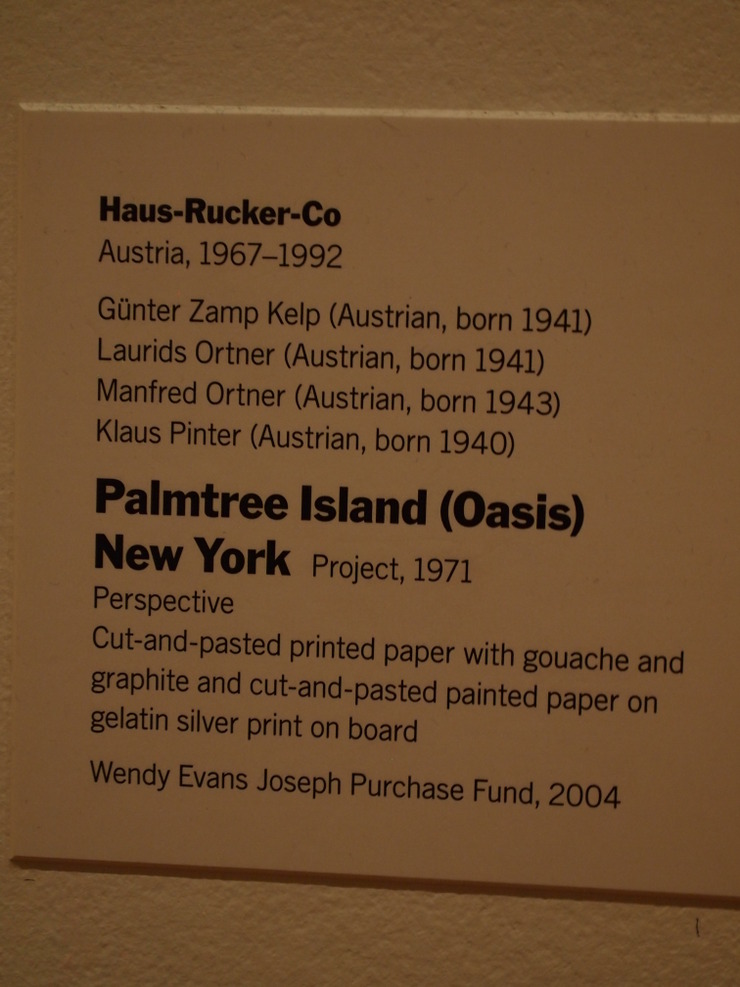 Haus-Rucker-Co
Austria, 1967–1992
Günter Zamp Kelp (Austrian, born 1941)
Laurids Ortner (Austrian, born 1941)
Manfred Ortner (Austrian, born 1943)
Klaus Pinter (Austrian, born 1940)
Palmtree Island (Oasis)
New York Project, 1971
Perspective
Cut-and-pasted printed paper with gouache and
graphite and cut-and-pasted painted paper on
gelatin silver print on board
Wendy Evans Joseph Purchase Fund, 2004